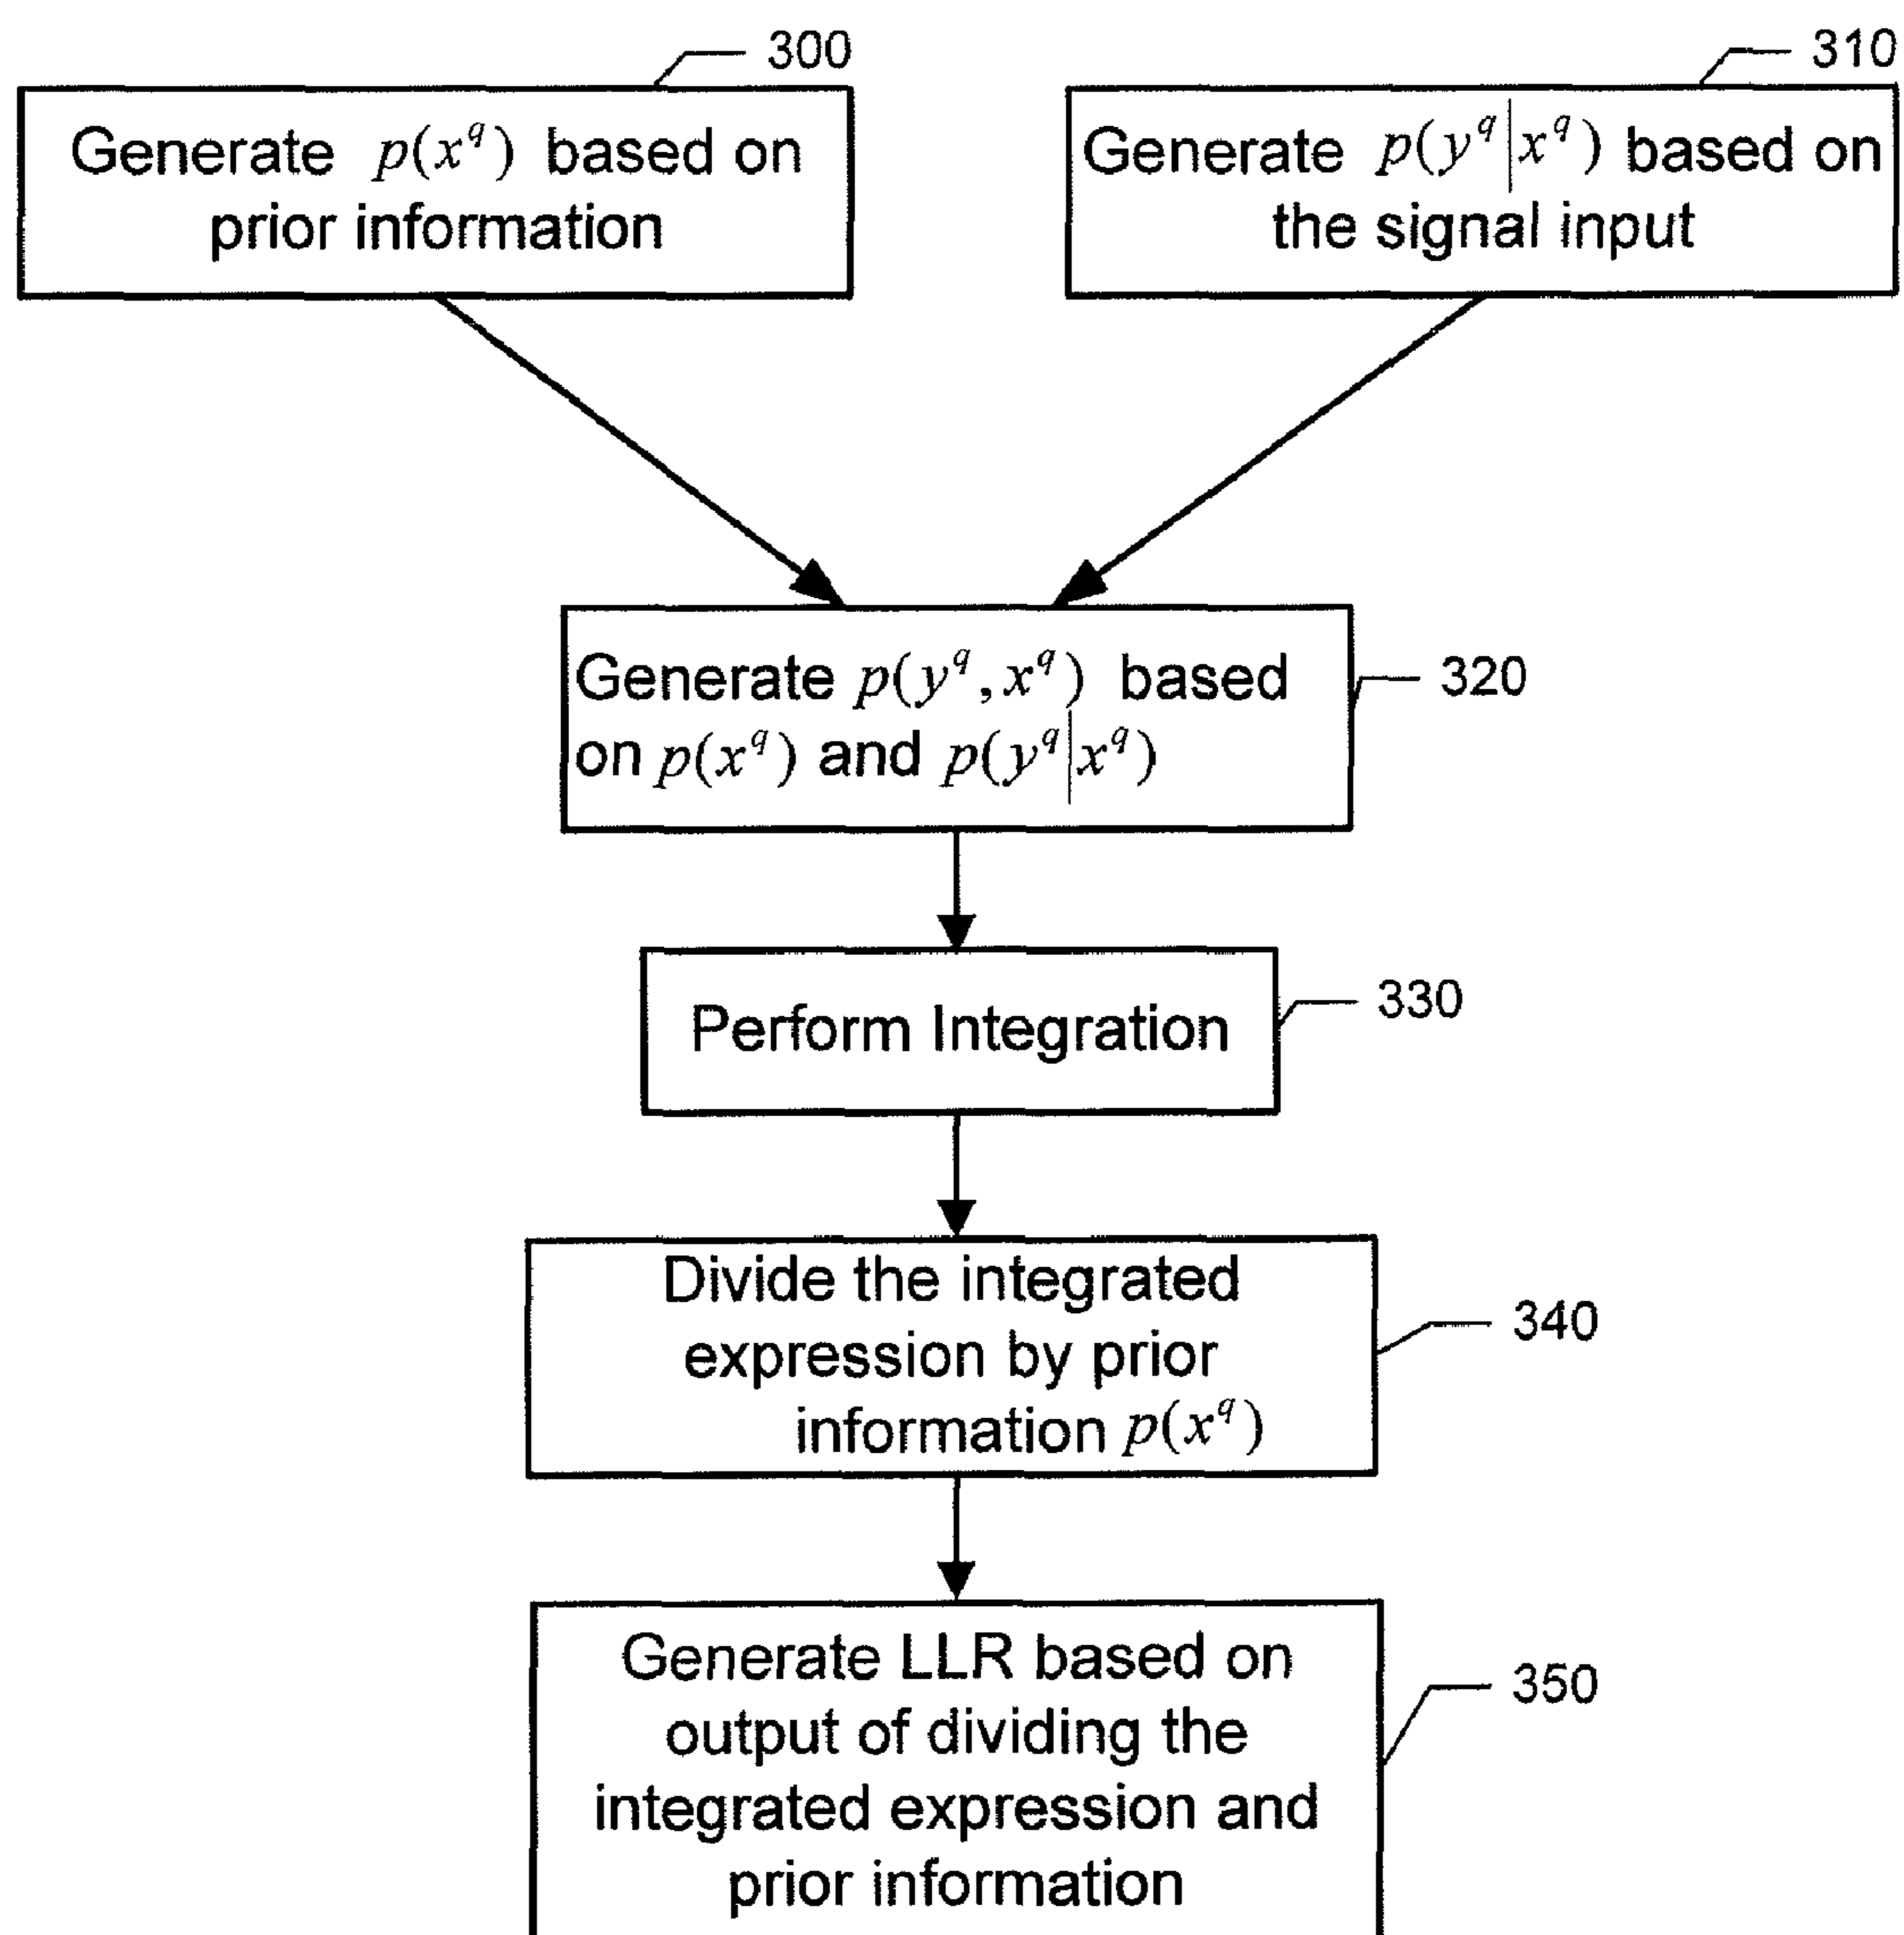 300
Generate p(x^q) based on
prior information
310
Generate p(y^q|x^q) based on
the signal input
Generate p(y^q, x^q) based
on p(x^q) and p(y^q|x^q)
320
Perform Integration
330
Divide the integrated
expression by prior
information p(x^q)
340
Generate LLR based on
output of dividing the
integrated expression and
prior information
350